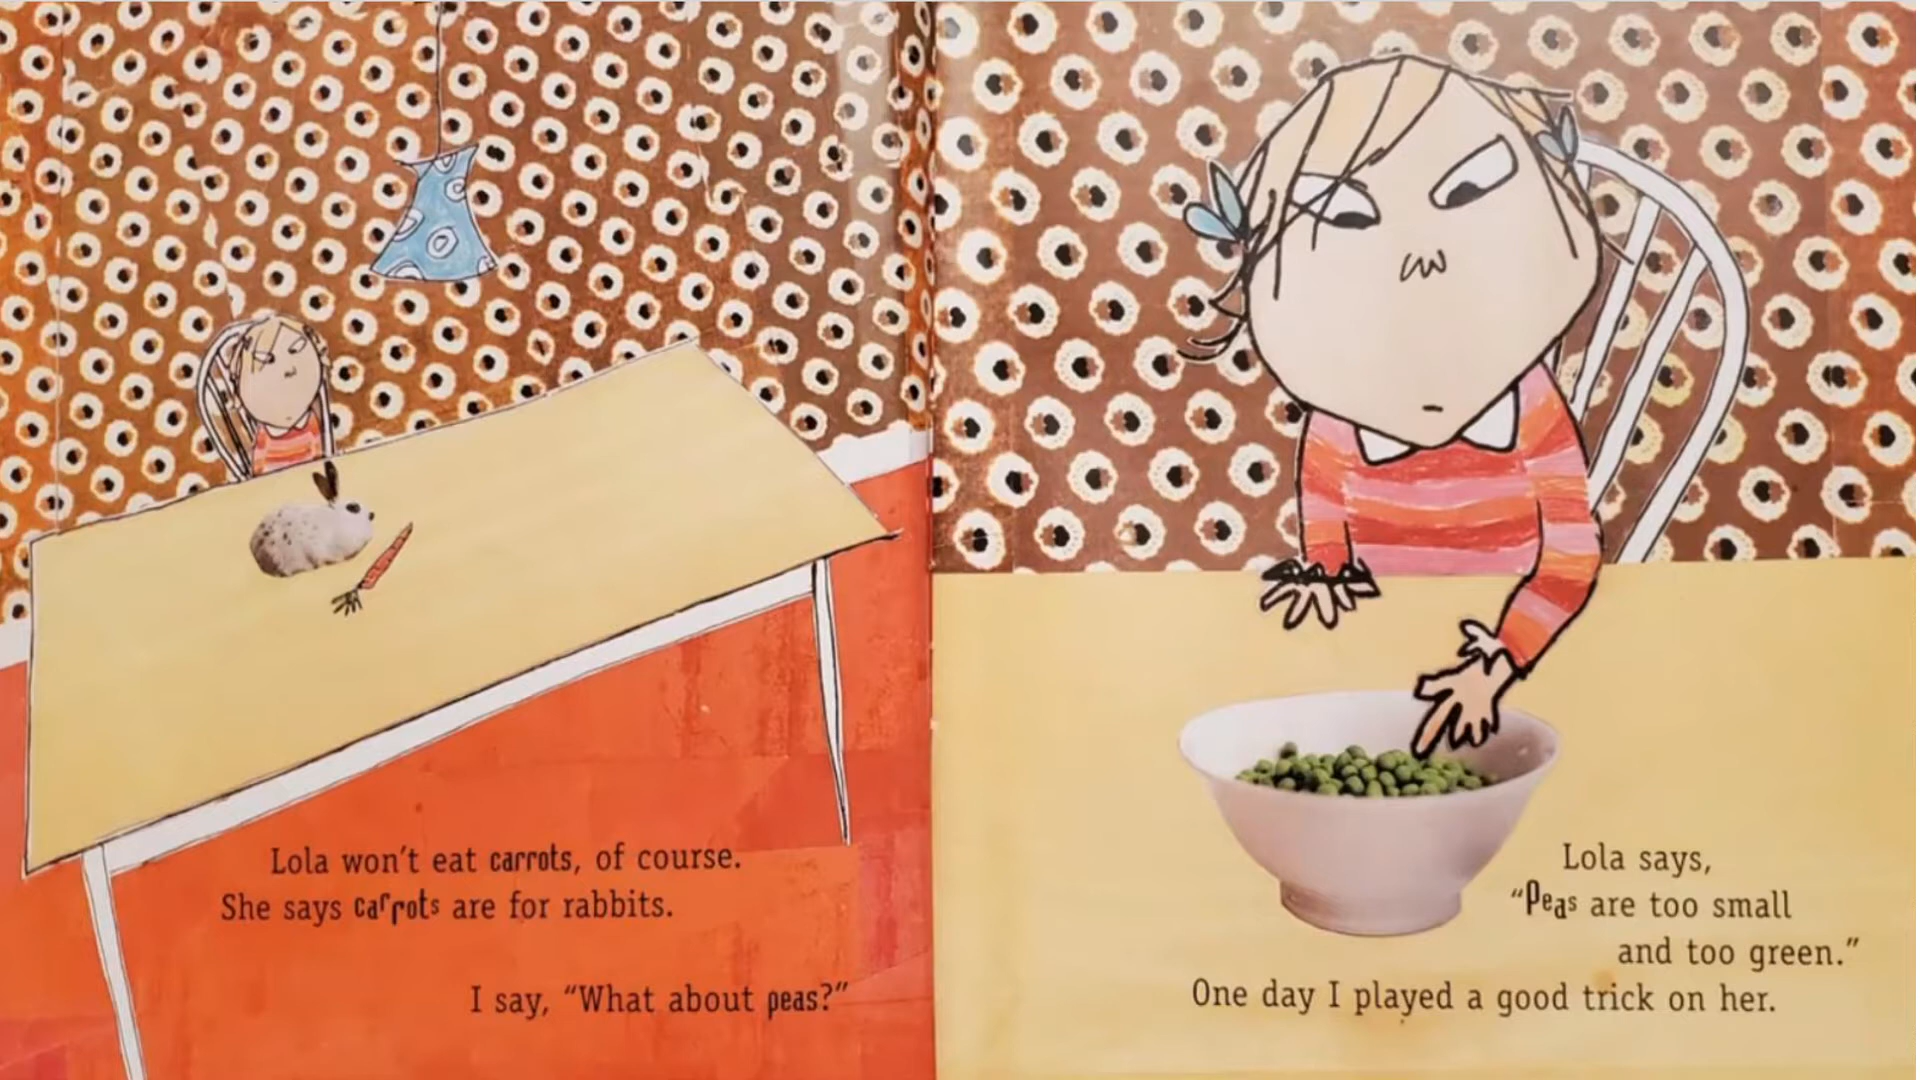 Lola won't eat carrots, of course.
She says carrots are for rabbits.
I say, “What about peas?”
Lola says,
“Peas are too small
and too green.”
One day I played a good trick on her.